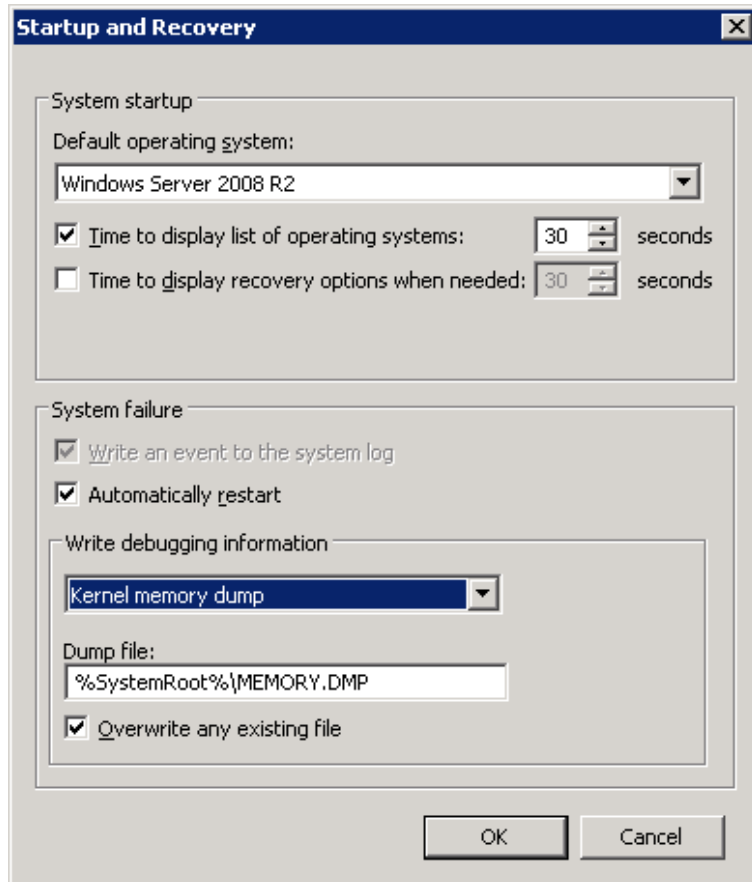 Startup and Recovery
System startup
Default operating system:
Windows Server 2008 R2
Time to display list of operating systems: 30 seconds
Time to display recovery options when needed: 30 seconds
System failure
Write an event to the system log
Automatically restart
Write debugging information
Kernel memory dump
Dump file:
%SystemRoot%\MEMORY.DMP
Overwrite any existing file
OK Cancel